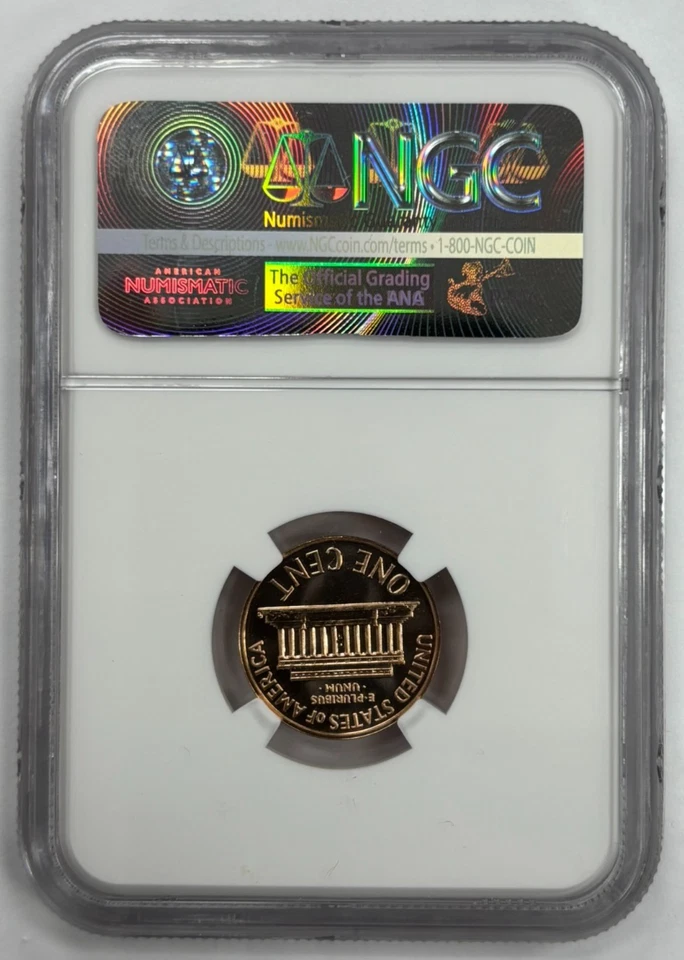 NGC
Terms & Descriptions - www.NGCcoin.com/terms • 1-800-NGC-COIN
AMERICAN
NUMISMATIC
ASSOCIATION
The Official Grading
Service of the ANA
ONE CENT
E·PLURIBUS
·UNUM·
UNITED STATES of AMERICA